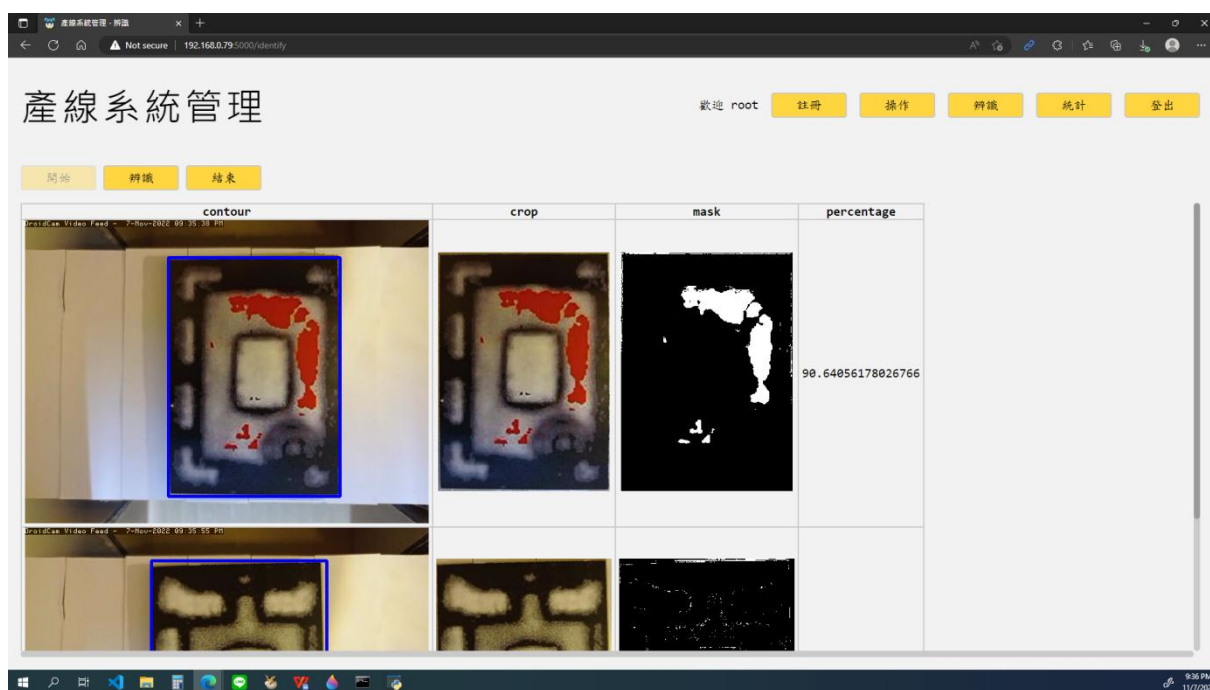 產線系統管理 - 辨識
Not secure 192.168.0.79:5000/identify
產線系統管理
歡迎 root 註冊 操作 辨識 統計 登出
開始 辨識 結束
contour crop mask percentage
DroidCam Video Feed - 7-Nov-2022 09:35:38 PM
90.64056178026766
DroidCam Video Feed - 7-Nov-2022 09:35:55 PM
9:36 PM